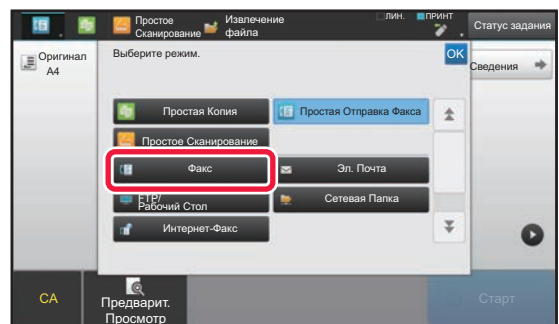 Простое Сканирование
Извлечение файла
ЛИН.
ПРИНТ
Статус задания
Оригинал
A4
Выберите режим.
OK
Сведения
Простая Копия
Простая Отправка Факса
Простое Сканирование
Факс
Эл. Почта
FTP/
Рабочий Стол
Сетевая Папка
Интернет-Факс
CA
Предварит.
Просмотр
Старт